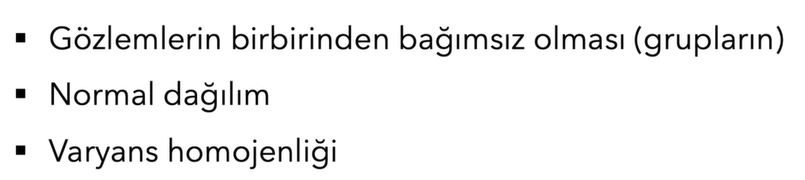 ▪ Gözlemlerin birbirinden bağımsız olması (grupların)
▪ Normal dağılım
▪ Varyans homojenliği